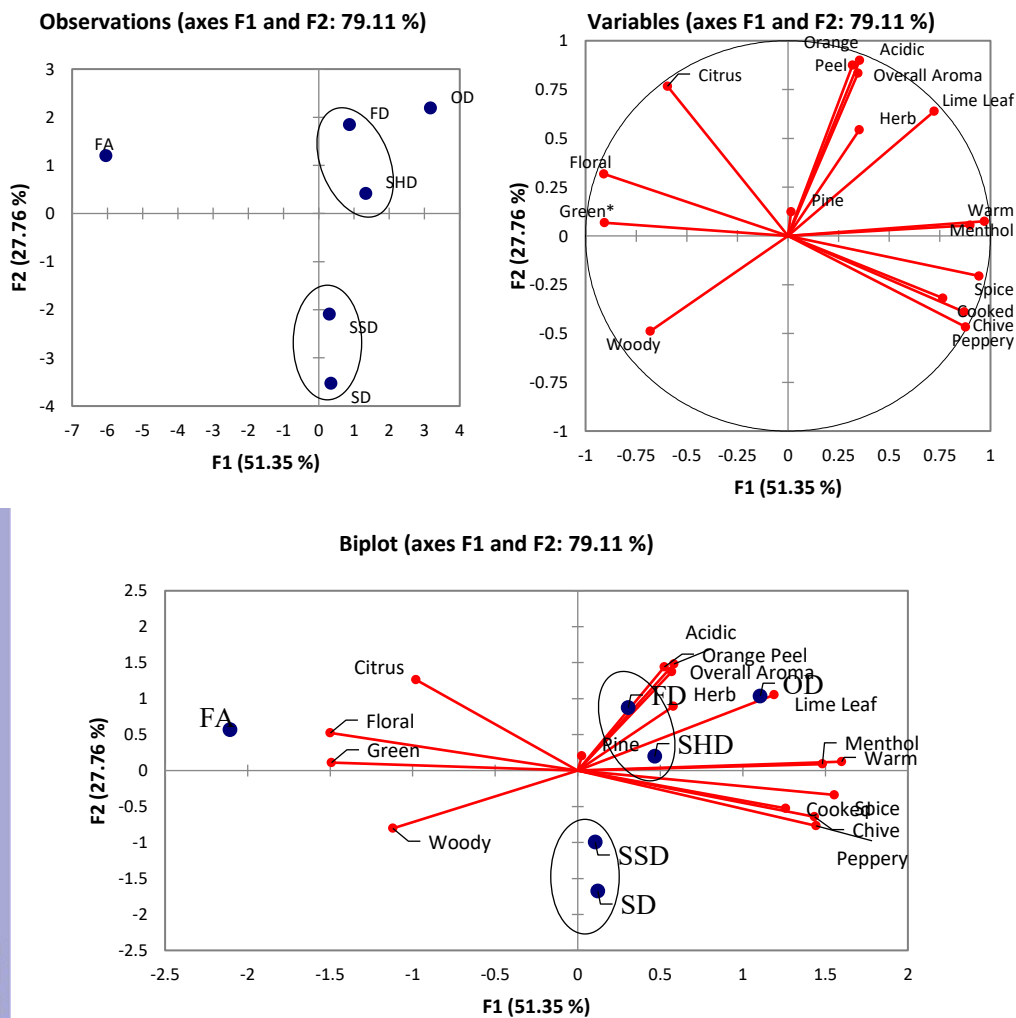 Observations (axes F1 and F2: 79.11 %)
3
2
1
0
-1
-2
-3
-4
-7
-6
-5
-4
-3
-2
-1
0
1
2
3
4
F2 (27.76 %)
F1 (51.35 %)
FA
FD
OD
SHD
SSD
SD
Variables (axes F1 and F2: 79.11 %)
1
0.75
0.5
0.25
0
-0.25
-0.5
-0.75
-1
-1
-0.75
-0.5
-0.25
0
0.25
0.5
0.75
1
F2 (27.76 %)
F1 (51.35 %)
Orange
Peel
Acidic
Overall Aroma
Citrus
Lime Leaf
Herb
Floral
Pine
Green*
Warm
Menthol
Spice
Cooked
Chive
Peppery
Woody
Biplot (axes F1 and F2: 79.11 %)
2.5
2
1.5
1
0.5
0
-0.5
-1
-1.5
-2
-2.5
-2.5
-2
-1.5
-1
-0.5
0
0.5
1
1.5
2
F2 (27.76 %)
F1 (51.35 %)
Acidic
Orange Peel
Overall Aroma
Citrus
FD
Herb
OD
Lime Leaf
FA
Floral
Green
Pine
SHD
Menthol
Warm
Cooked
Spice
Chive
Peppery
Woody
SSD
SD